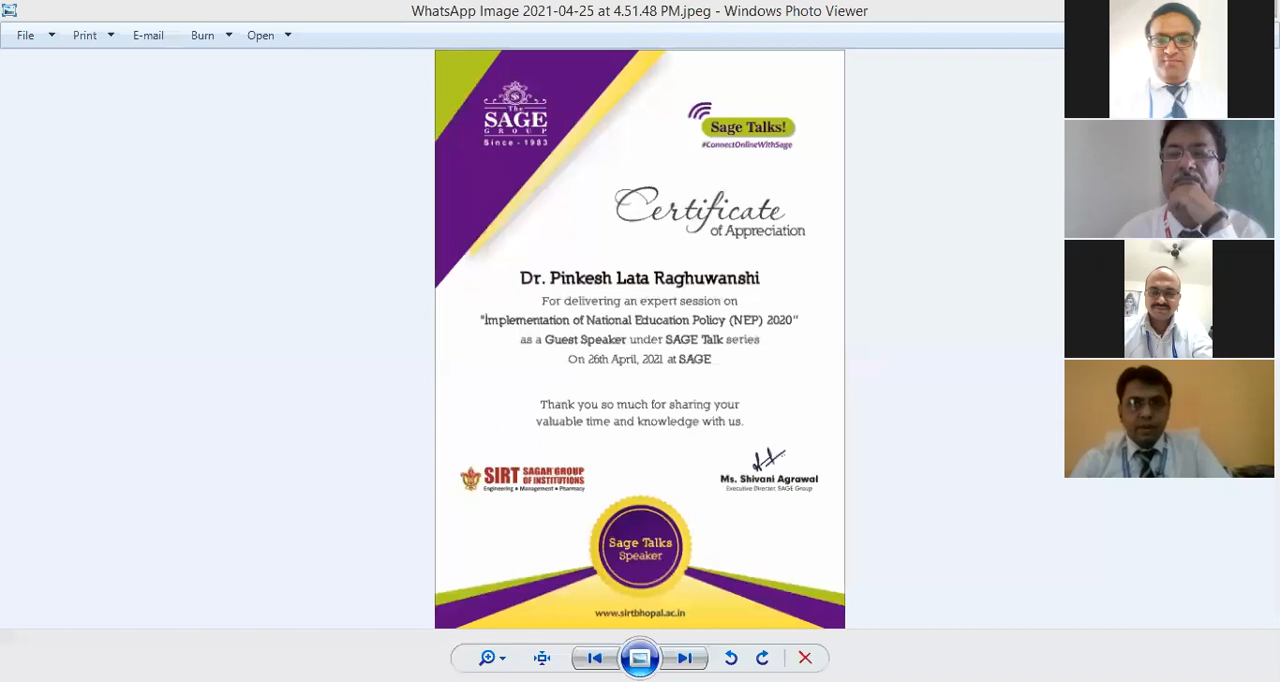 WhatsApp Image 2021-04-25 at 4.51.48 PM.jpeg - Windows Photo Viewer
File Print E-mail Burn Open
The
SAGE
GROUP
Since - 1983
Sage Talks!
#ConnectOnlineWithSage
Certificate
of Appreciation
Dr. Pinkesh Lata Raghuwanshi
For delivering an expert session on
"Implementation of National Education Policy (NEP) 2020"
as a Guest Speaker under SAGE Talk series
On 26th April, 2021 at SAGE
Thank you so much for sharing your
valuable time and knowledge with us.
SIRT SAGAR GROUP
OF INSTITUTIONS
Engineering • Management • Pharmacy
Ms. Shivani Agrawal
Executive Director, SAGE Group
Sage Talks
Speaker
www.sirtbhopal.ac.in